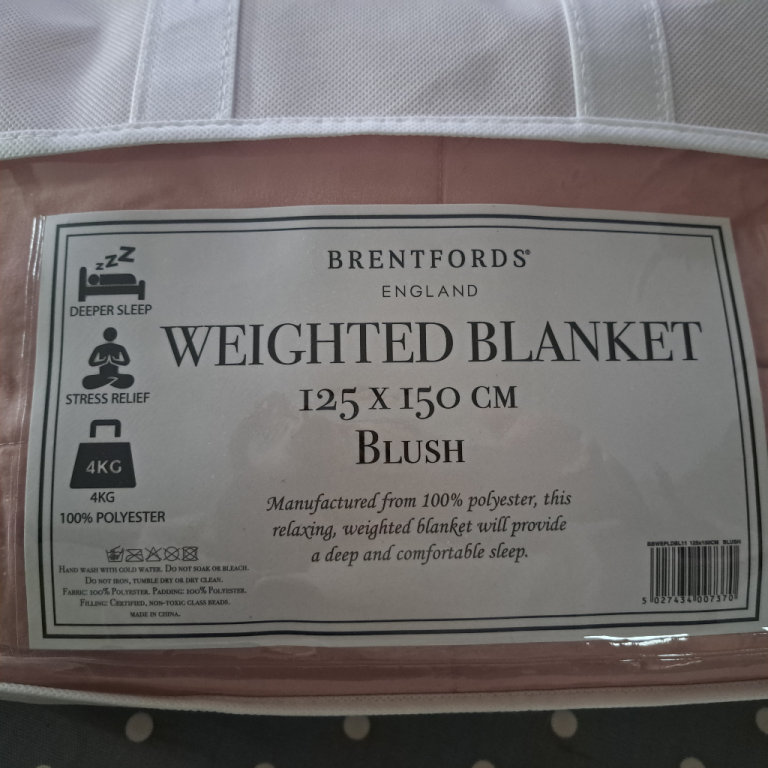 BRENTFORDS®
ENGLAND
WEIGHTED BLANKET
125 X 150 CM
BLUSH
Manufactured from 100% polyester, this
relaxing, weighted blanket will provide
a deep and comfortable sleep.
zzZZ
DEEPER SLEEP
STRESS RELIEF
4KG
4KG
100% POLYESTER
HAND WASH WITH COLD WATER. DO NOT SOAK OR BLEACH.
DO NOT IRON, TUMBLE DRY OR DRY CLEAN.
FABRIC: 100% POLYESTER. PADDING: 100% POLYESTER.
FILLING: CERTIFIED, NON-TOXIC GLASS BEADS.
MADE IN CHINA.
125x150CM BLUSH
5 027434 007370